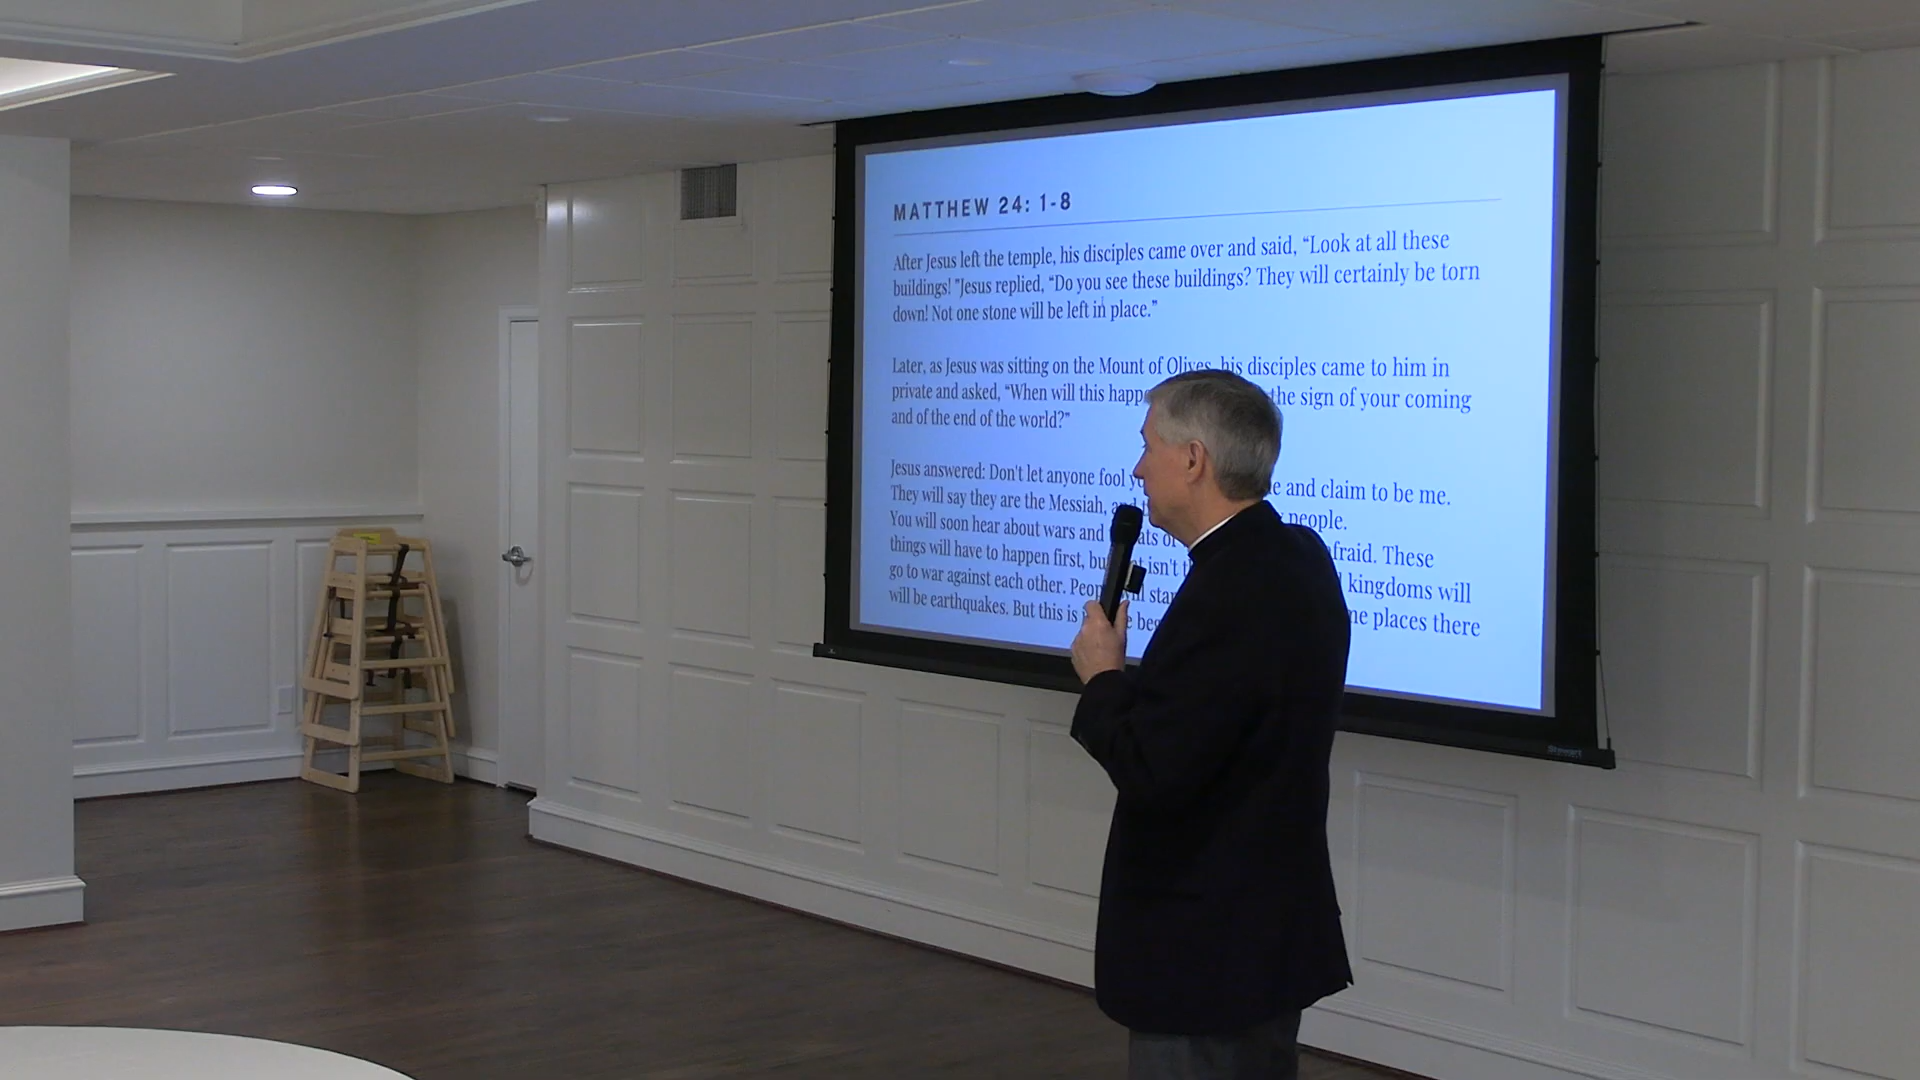 MATTHEW 24: 1-8
After Jesus left the temple, his disciples came over and said, “Look at all these
buildings! ”Jesus replied, “Do you see these buildings? They will certainly be torn
down! Not one stone will be left in place.”
Later, as Jesus was sitting on the Mount of Olives, his disciples came to him in
private and asked, “When will this the sign of your coming
and of the end of the world?”
Jesus answered: Don't let anyone fool and claim to be me.
They will say they are the Messiah, people.
You will soon hear about wars and These
things will have to happen first, isn't kingdoms will
go to war against each other. places there
will be earthquakes. But this is
Stewart